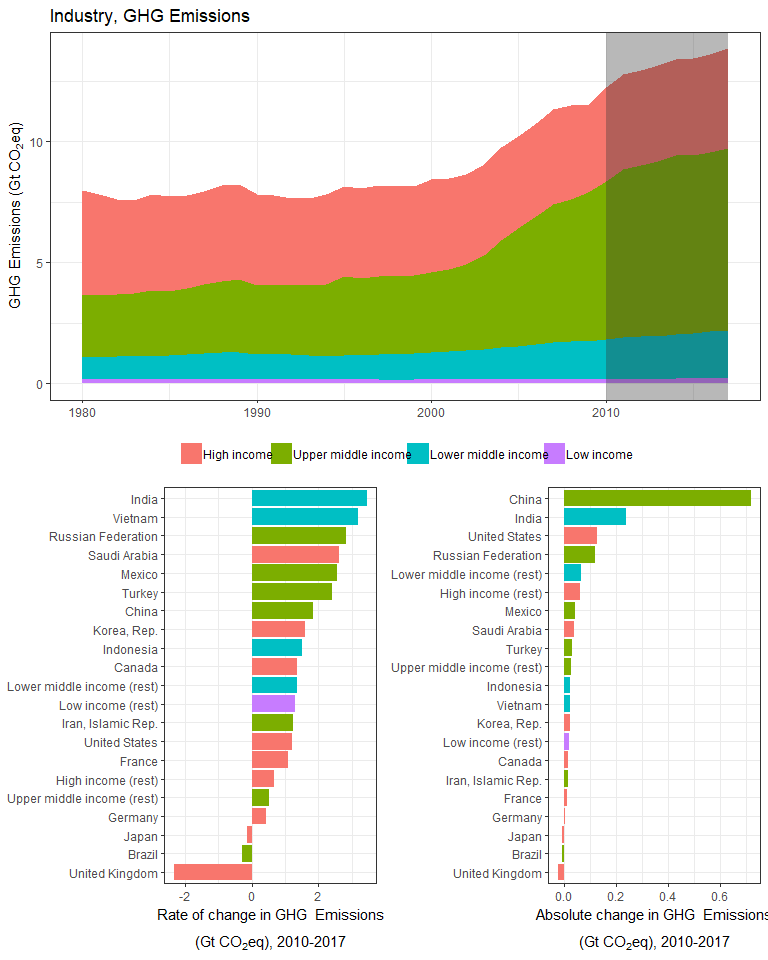 Industry, GHG Emissions
GHG Emissions (Gt CO₂eq)
10
5
0
1980
1990
2000
2010
High income
Upper middle income
Lower middle income
Low income
India
Vietnam
Russian Federation
Saudi Arabia
Mexico
Turkey
China
Korea, Rep.
Indonesia
Canada
Lower middle income (rest)
Low income (rest)
Iran, Islamic Rep.
United States
France
High income (rest)
Upper middle income (rest)
Germany
Japan
Brazil
United Kingdom
-2
0
2
Rate of change in GHG  Emissions
(Gt CO₂eq), 2010-2017
China
India
United States
Russian Federation
Lower middle income (rest)
High income (rest)
Mexico
Saudi Arabia
Turkey
Upper middle income (rest)
Indonesia
Vietnam
Korea, Rep.
Low income (rest)
Canada
Iran, Islamic Rep.
France
Germany
Japan
Brazil
United Kingdom
0.0
0.2
0.4
0.6
Absolute change in GHG  Emissions
(Gt CO₂eq), 2010-2017